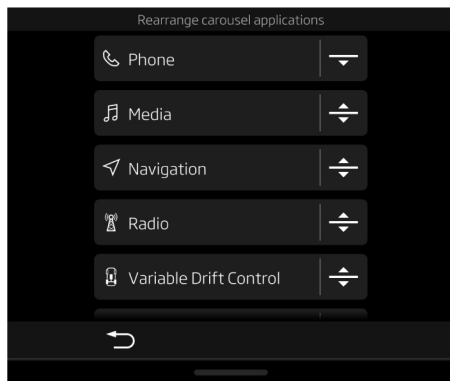 Rearrange carousel applications
Phone
Media
Navigation
Radio
Variable Drift Control